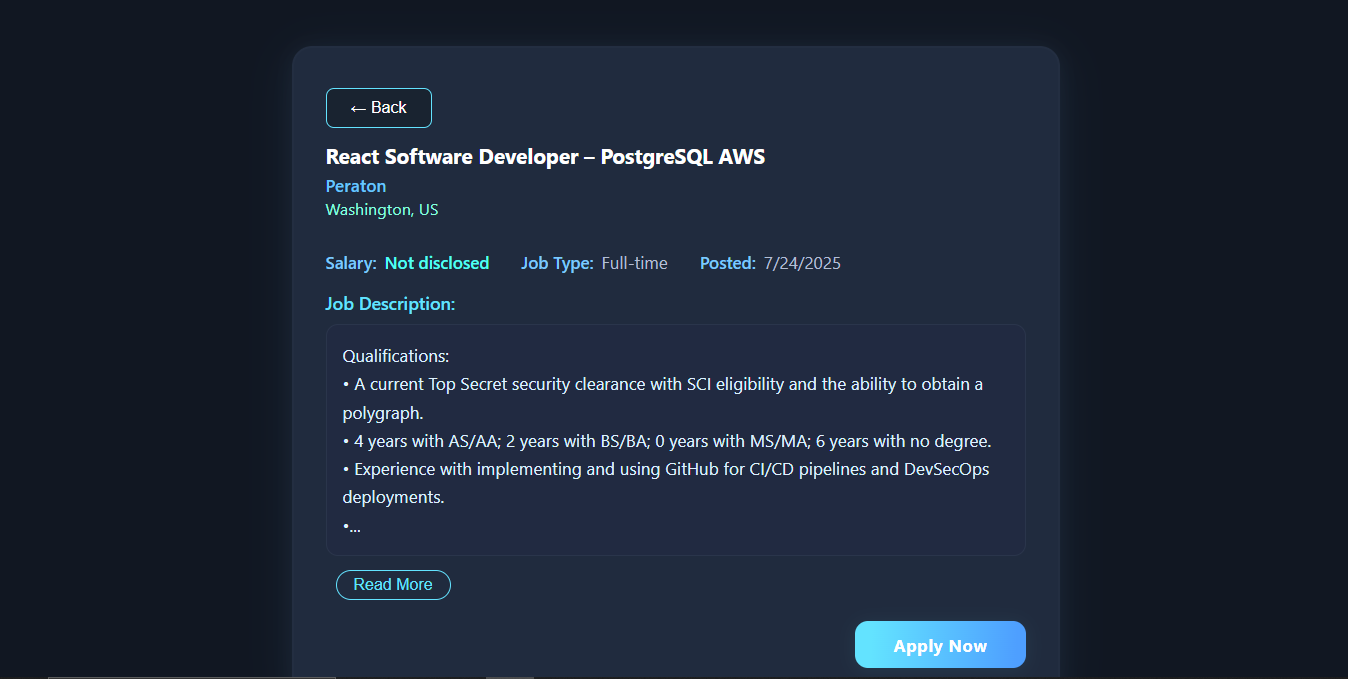 ← Back
React Software Developer – PostgreSQL AWS
Peraton
Washington, US
Salary: Not disclosed Job Type: Full-time Posted: 7/24/2025
Job Description:
Qualifications:
• A current Top Secret security clearance with SCI eligibility and the ability to obtain a
polygraph.
• 4 years with AS/AA; 2 years with BS/BA; 0 years with MS/MA; 6 years with no degree.
• Experience with implementing and using GitHub for CI/CD pipelines and DevSecOps
deployments.
•...
Read More
Apply Now